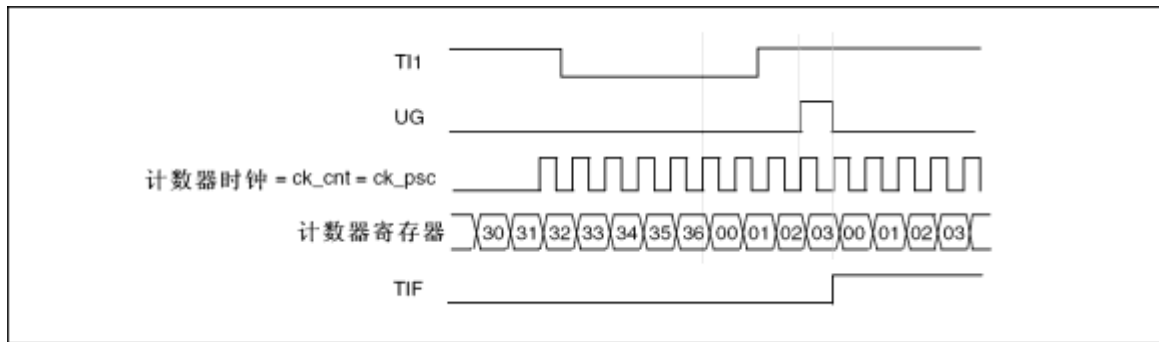 TI1
UG
计数器时钟 = ck_cnt = ck_psc
计数器寄存器 30 31 32 33 34 35 36 00 01 02 03 00 01 02 03
TIF